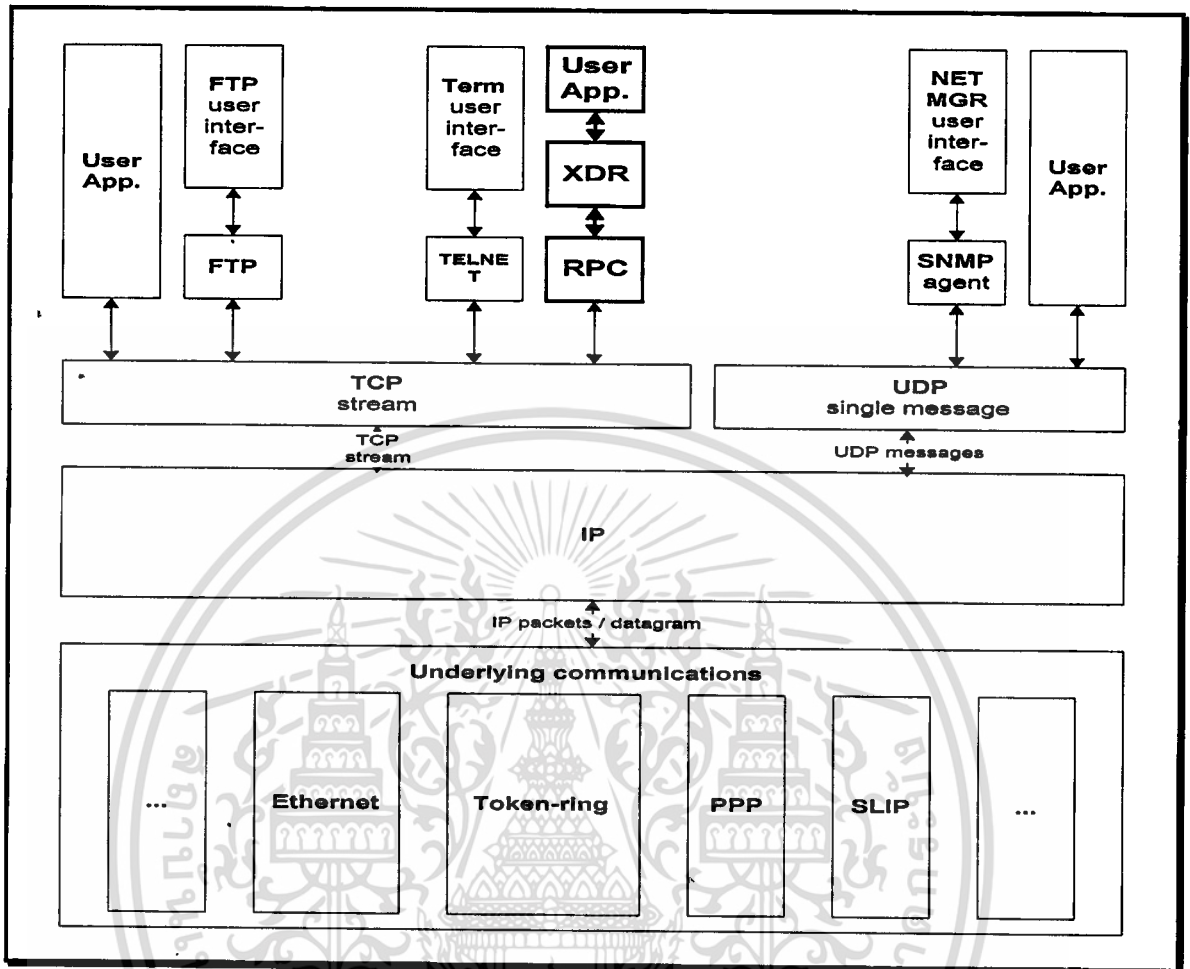 User
App.
FTP
user
inter-
face
FTP
Term
user
inter-
face
TELNE
T
User
App.
XDR
RPC
NET
MGR
user
inter-
face
SNMP
agent
User
App.
TCP
stream
UDP
single message
TCP
stream
UDP messages
IP
IP packets / datagram
Underlying communications
...
Ethernet
Token-ring
PPP
SLIP
...